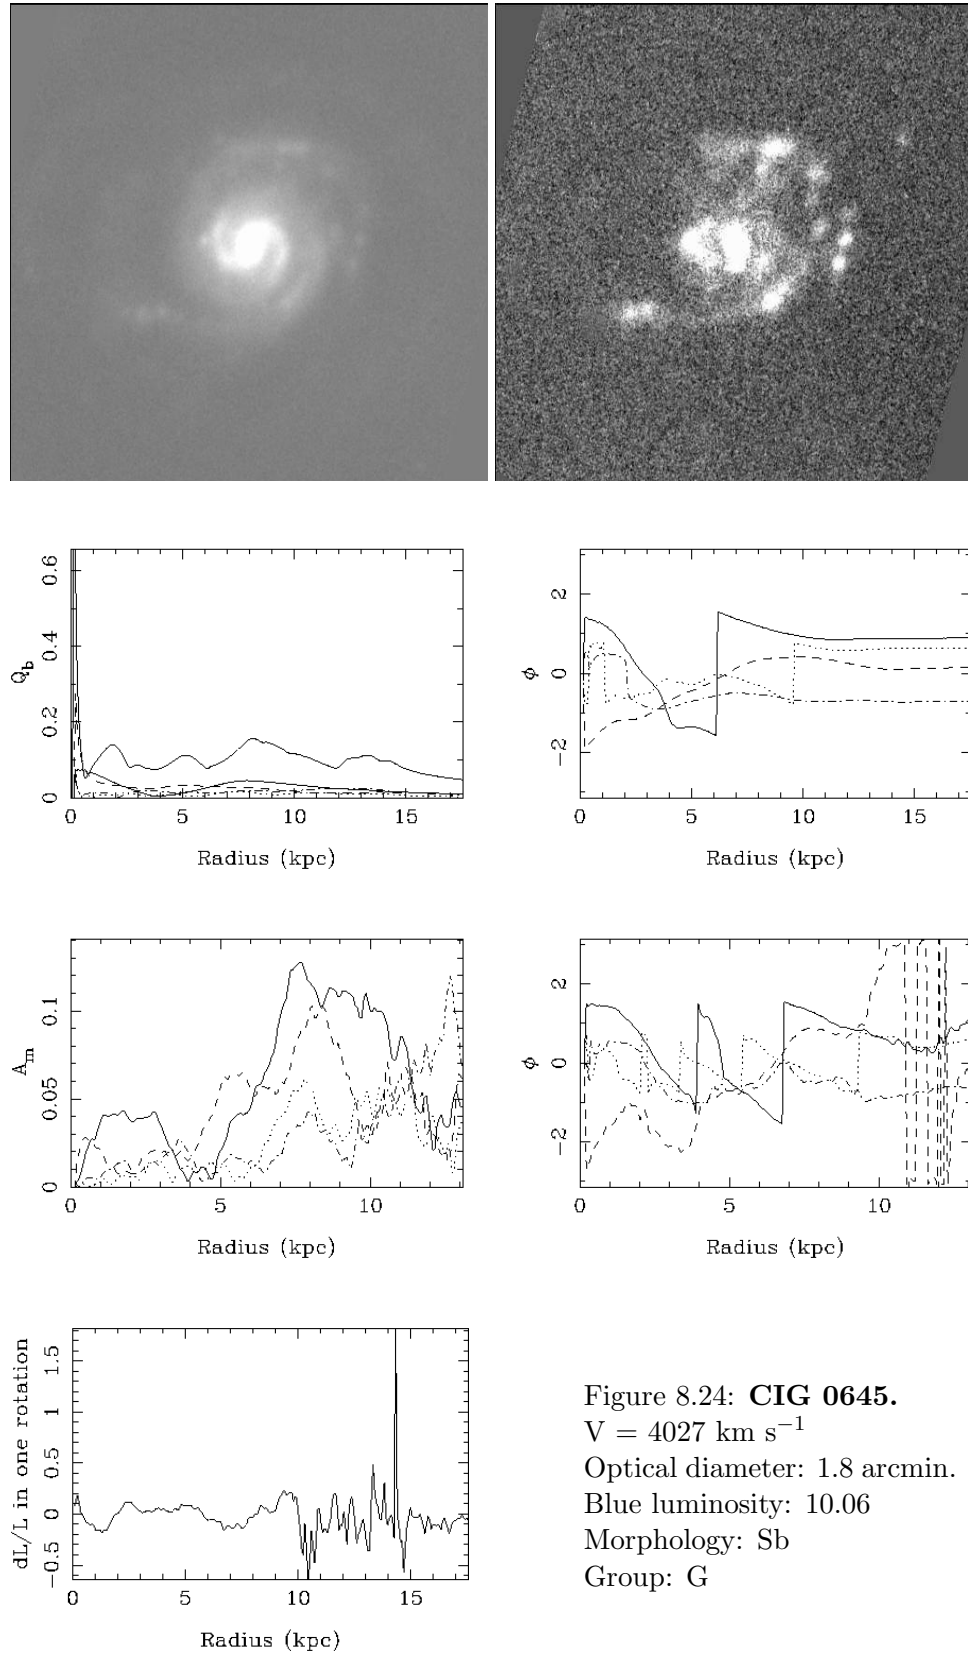 0 0.2 0.4 0.6
Q_b
0 5 10 15
Radius (kpc)
−2 0 2
ϕ
0 5 10 15
Radius (kpc)
0 0.05 0.1
A_m
0 5 10
Radius (kpc)
−2 0 2
ϕ
0 5 10
Radius (kpc)
−0.5 0 0.5 1 1.5
dL/L in one rotation
0 5 10 15
Radius (kpc)
Figure 8.24: CIG 0645.
V = 4027 km s−1
Optical diameter: 1.8 arcmin.
Blue luminosity: 10.06
Morphology: Sb
Group: G